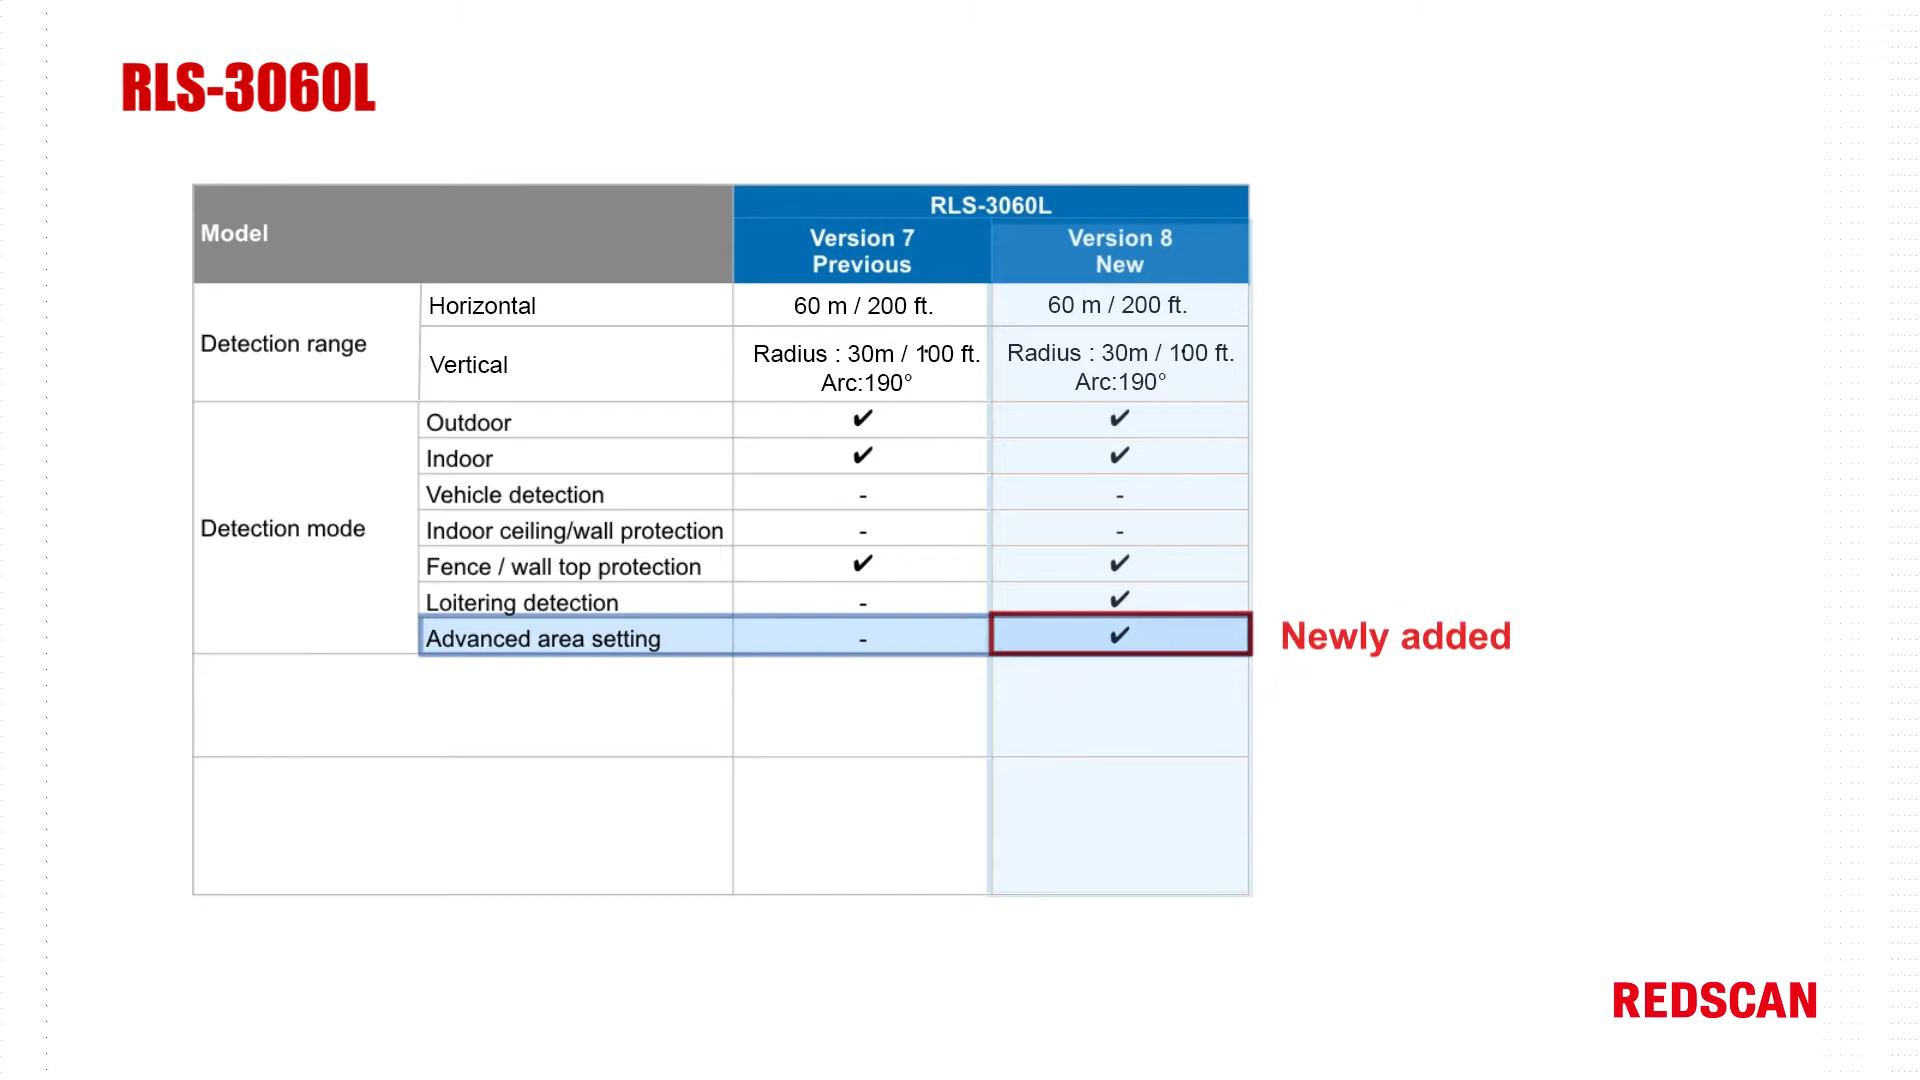 RLS-3060L
Model
RLS-3060L
Version 7
Previous
Version 8
New
Detection range
Horizontal
60 m / 200 ft.
60 m / 200 ft.
Vertical
Radius : 30m / 100 ft.
Arc:190°
Radius : 30m / 100 ft.
Arc:190°
Detection mode
Outdoor ✔ ✔
Indoor ✔ ✔
Vehicle detection - -
Indoor ceiling/wall protection - -
Fence / wall top protection ✔ ✔
Loitering detection - ✔
Advanced area setting - ✔
Newly added
REDSCAN